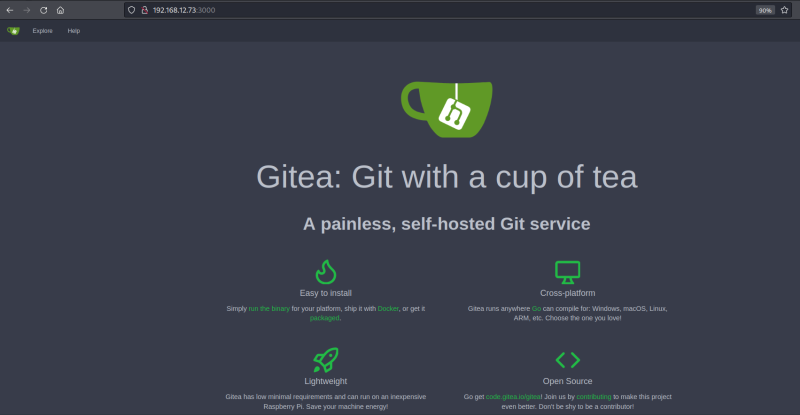 192.168.12.73:3000
90%
Explore Help
Gitea: Git with a cup of tea
A painless, self-hosted Git service
Easy to install
Simply run the binary for your platform, ship it with Docker, or get it
packaged.
Cross-platform
Gitea runs anywhere Go can compile for: Windows, macOS, Linux,
ARM, etc. Choose the one you love!
Lightweight
Gitea has low minimal requirements and can run on an inexpensive
Raspberry Pi. Save your machine energy!
Open Source
Go get code.gitea.io/gitea! Join us by contributing to make this project
even better. Don't be shy to be a contributor!